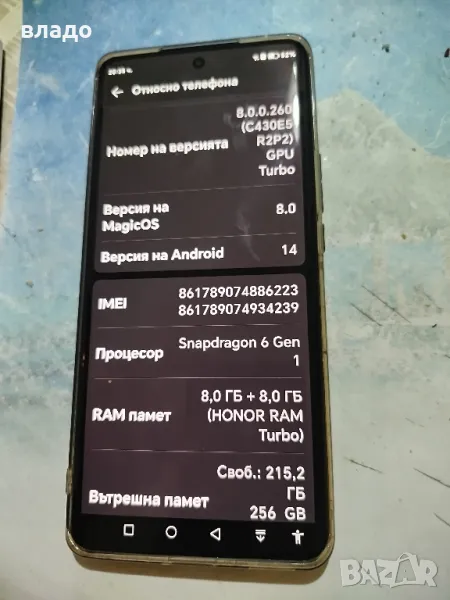 владо
Относно телефона
8.0.0.260
(C430E5
R2P2)
GPU
Turbo
Номер на версията
Версия на
MagicOS
8.0
Версия на Android 14
IMEI
861789074886223
861789074934239
Процесор
Snapdragon 6 Gen
1
RAM памет
8,0 ГБ + 8,0 ГБ
(HONOR RAM
Turbo)
Вътрешна памет
Своб.: 215,2
ГБ
256 GB
BAZAR